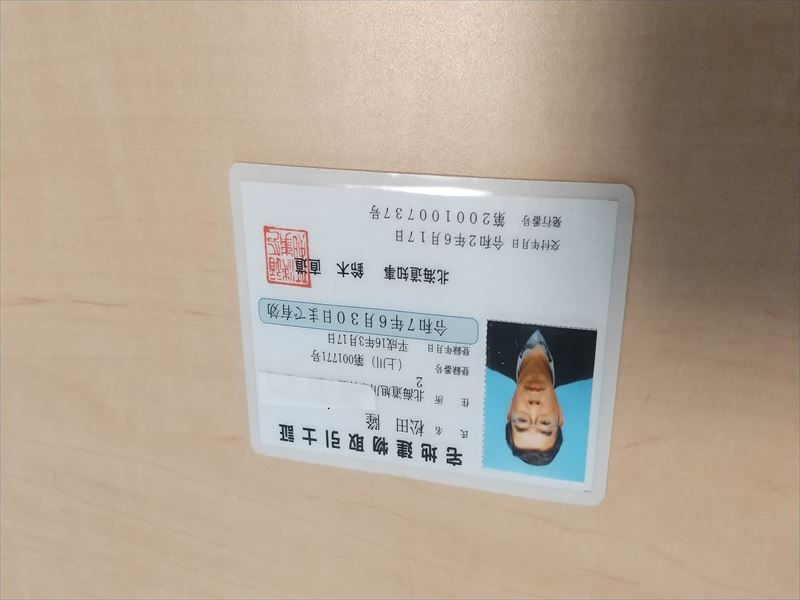 宅地建物取引士証
氏名 松田 隆
住所 北海道旭川
2
登録番号 (上川) 第001771号
登録年月日 平成16年3月17日
令和7年6月30日まで有効
北海道知事 鈴木 直道
交付年月日 令和2年6月17日
発行番号 第200100737号